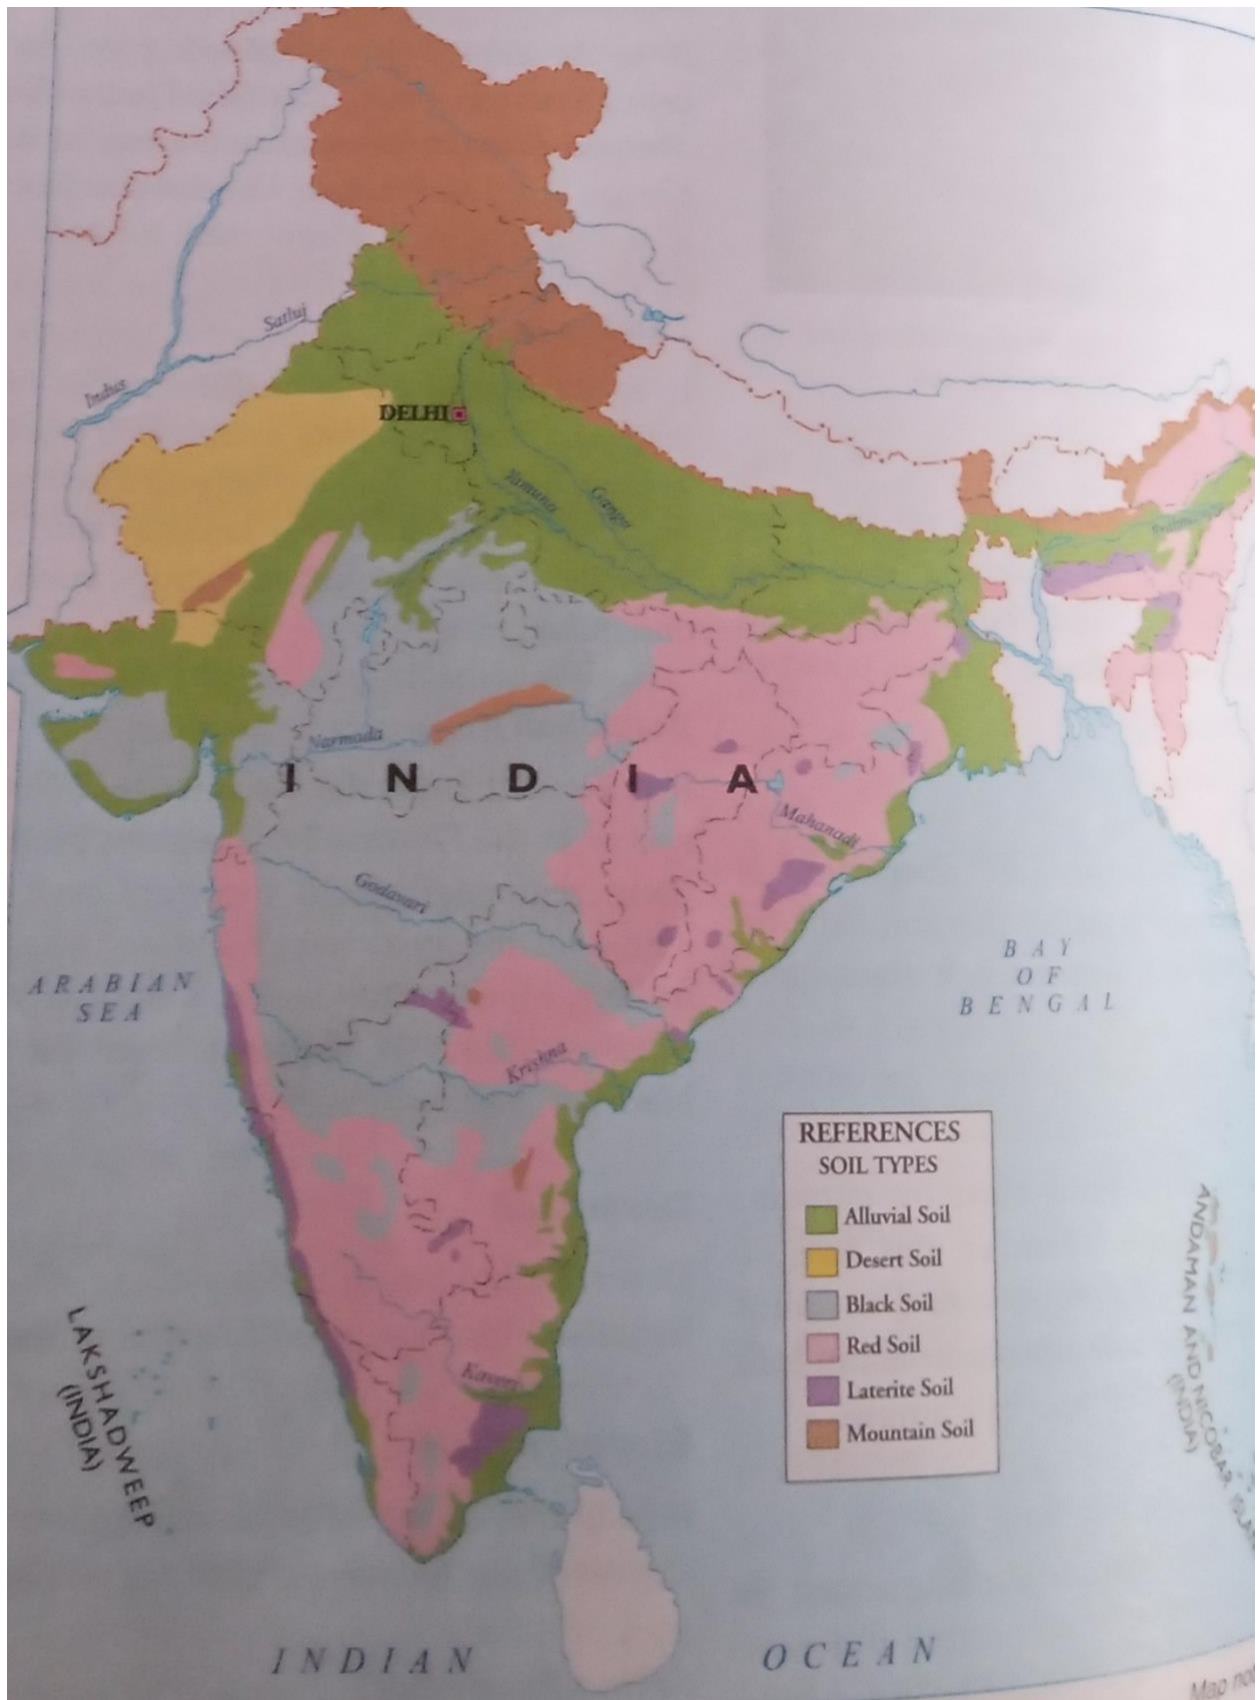 Satluj
Indus
DELHI
Yamuna
Ganga
Narmada
I N D I A
Mahanadi
Godavari
ARABIAN
SEA
BAY
OF
BENGAL
Krishna
REFERENCES
SOIL TYPES
Alluvial Soil
Desert Soil
Black Soil
Red Soil
Laterite Soil
Mountain Soil
Kaveri
LAKSHADWEEP
(INDIA)
ANDAMAN AND NICOBAR
(INDIA)
INDIAN OCEAN
Map